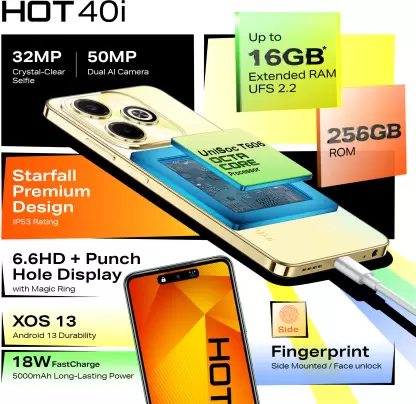 HOT 40i
32MP
Crystal-Clear
Selfie
50MP
Dual AI Camera
Up to
16GB*
Extended RAM
UFS 2.2
256GB
ROM
UniSoc T606
OCTA
CORE
Processor
Starfall
Premium
Design
IP53 Rating
6.6HD + Punch
Hole Display
with Magic Ring
XOS 13
Android 13 Durability
18W FastCharge
5000mAh Long-Lasting Power
HOT
Side
Fingerprint
Side Mounted / Face unlock